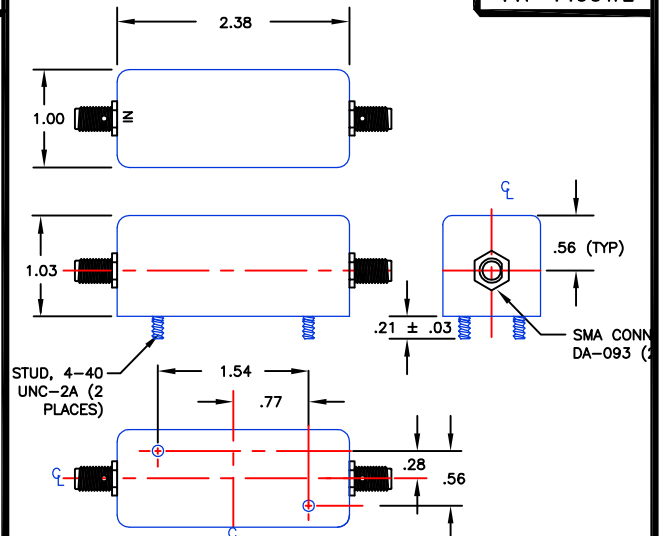 2.38
1.00
IN
1.03
.56 (TYP)
.21 ± .03
SMA CONN
DA-093 (2
STUD, 4-40
UNC-2A (2
PLACES)
1.54
.77
.28
.56